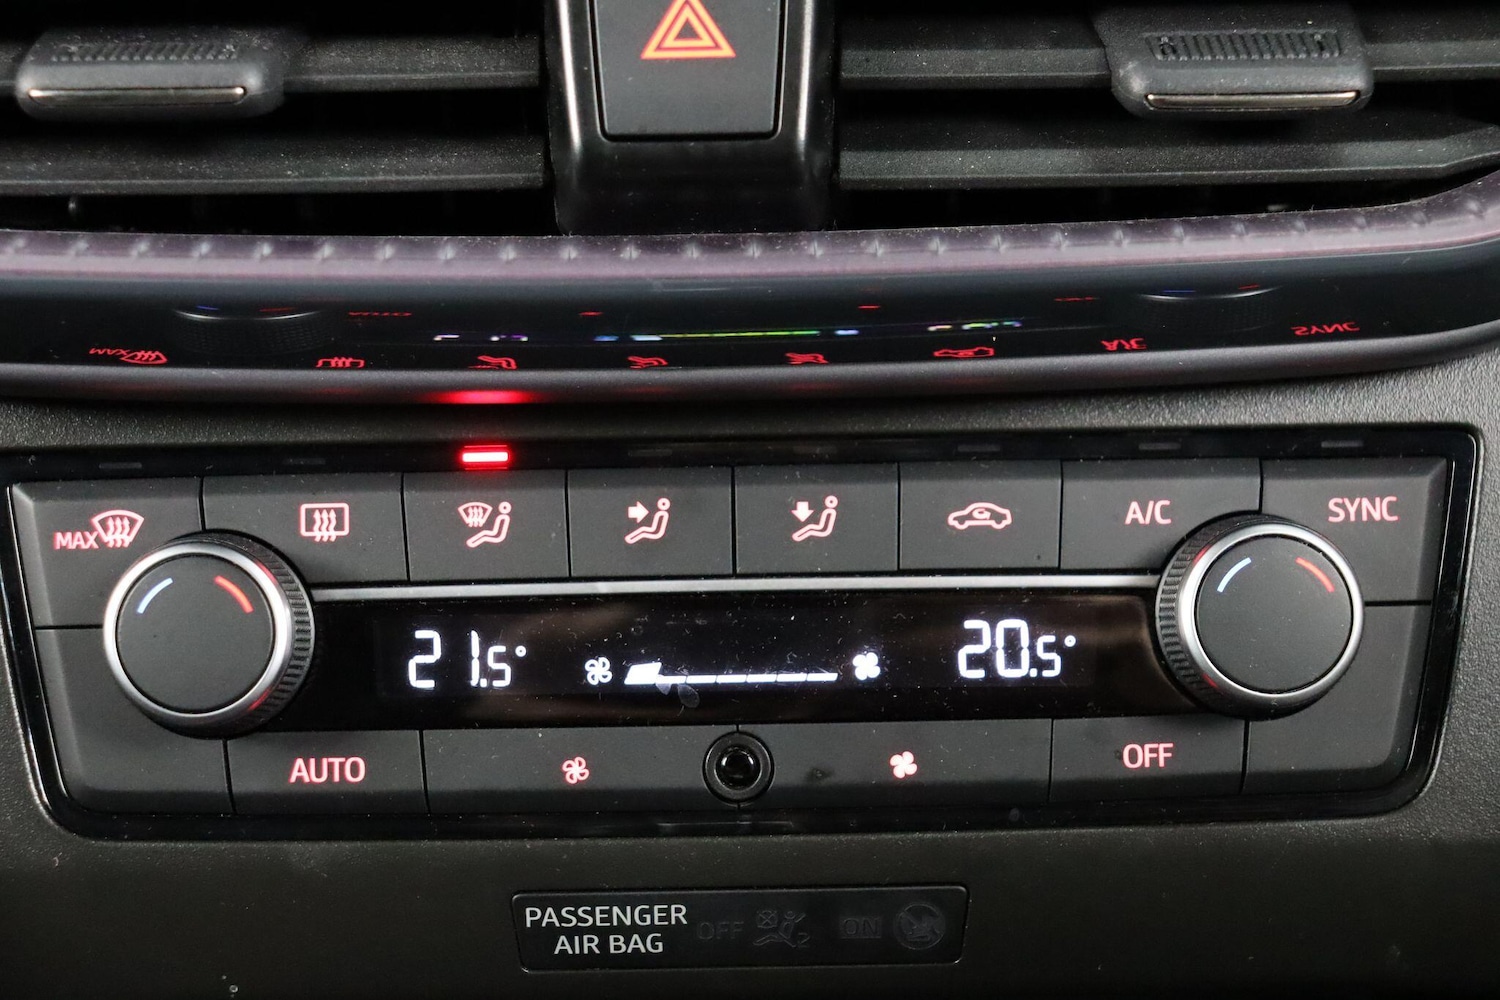 MAX
A/C
SYNC
21.5°
20.5°
AUTO
OFF
PASSENGER
AIR BAG
OFF
ON